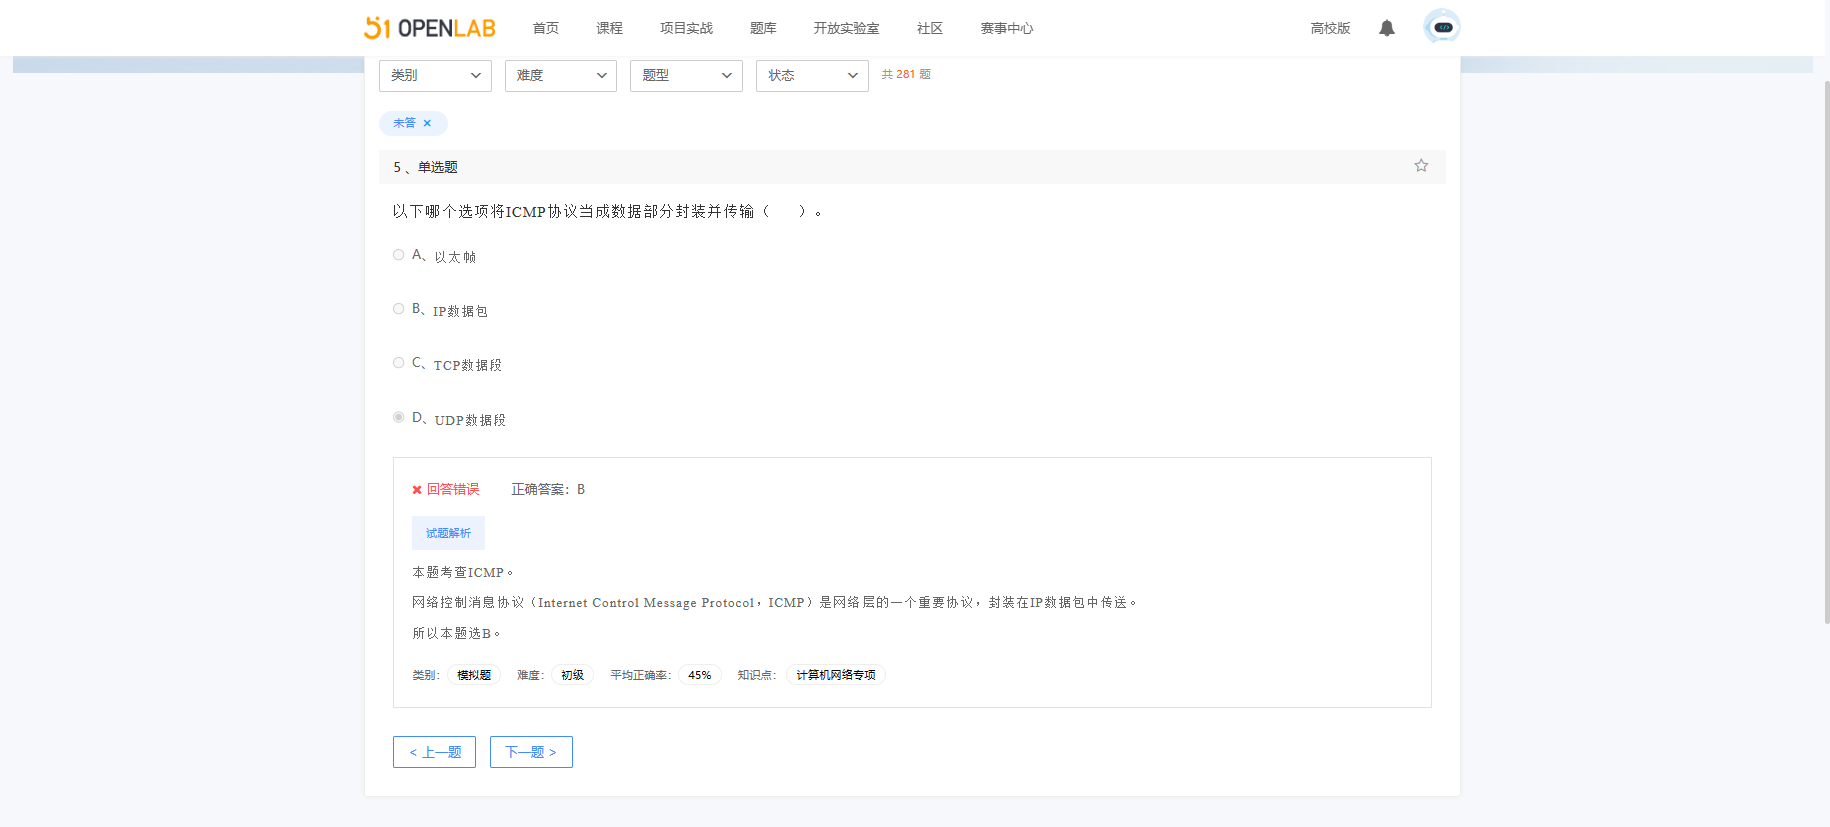 51 OPENLAB 首页 课程 项目实战 题库 开放实验室 社区 赛事中心 高校版
类别 难度 题型 状态 共 281 题
未答 ×
5 、单选题
以下哪个选项将ICMP协议当成数据部分封装并传输（　　）。
A、以太帧
B、IP数据包
C、TCP数据段
D、UDP数据段
回答错误 正确答案：B
试题解析
本题考查ICMP。
网络控制消息协议（Internet Control Message Protocol，ICMP）是网络层的一个重要协议，封装在IP数据包中传送。
所以本题选B。
类别： 模拟题 难度： 初级 平均正确率： 45% 知识点： 计算机网络专项
< 上一题 下一题 >